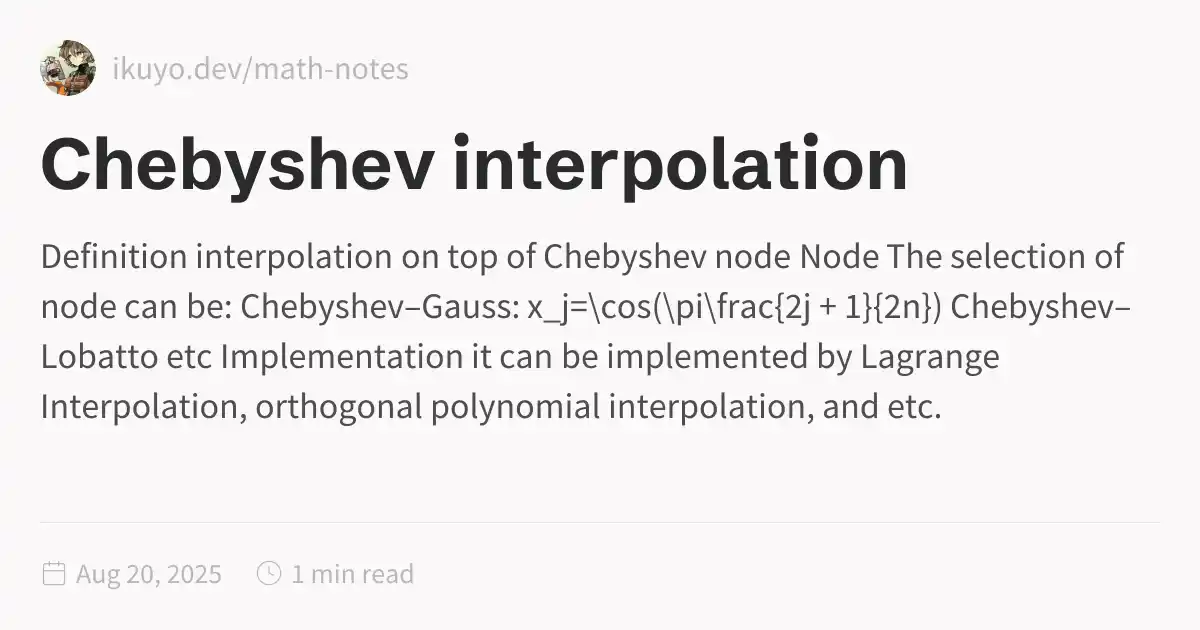 ikuyo.dev/math-notes
Chebyshev interpolation
Definition interpolation on top of Chebyshev node Node The selection of
node can be: Chebyshev–Gauss: x_j=\cos(\pi\frac{2j + 1}{2n}) Chebyshev–
Lobatto etc Implementation it can be implemented by Lagrange
Interpolation, orthogonal polynomial interpolation, and etc.
Aug 20, 2025 1 min read